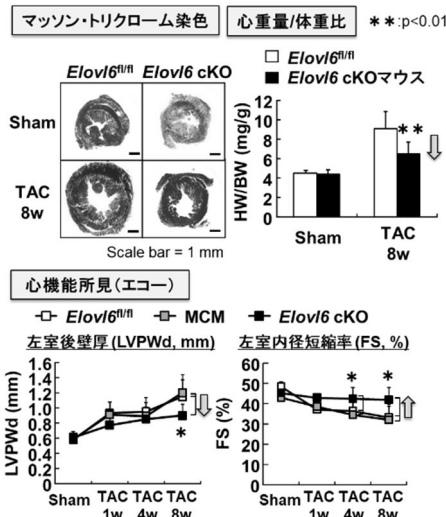 マッソン・トリクローム染色
心重量/体重比
**:p<0.01
Elovl6fl/fl Elovl6 cKO
Sham
TAC
8w
Scale bar = 1 mm
Elovl6fl/fl
Elovl6 cKOマウス
HW/BW (mg/g)
12
10
8
6
4
2
0
**
Sham
TAC
8w
心機能所見(エコー)
Elovl6fl/fl
MCM
Elovl6 cKO
左室後壁厚(LVPWd, mm)
LVPWd (mm)
1.6
1.4
1.2
1.0
0.8
0.6
0.4
0.2
0
*
Sham
TAC
1w
TAC
4w
TAC
8w
左室内径短縮率(FS, %)
FS (%)
60
50
40
30
20
10
0
*
*
Sham
TAC
1w
TAC
4w
TAC
8w